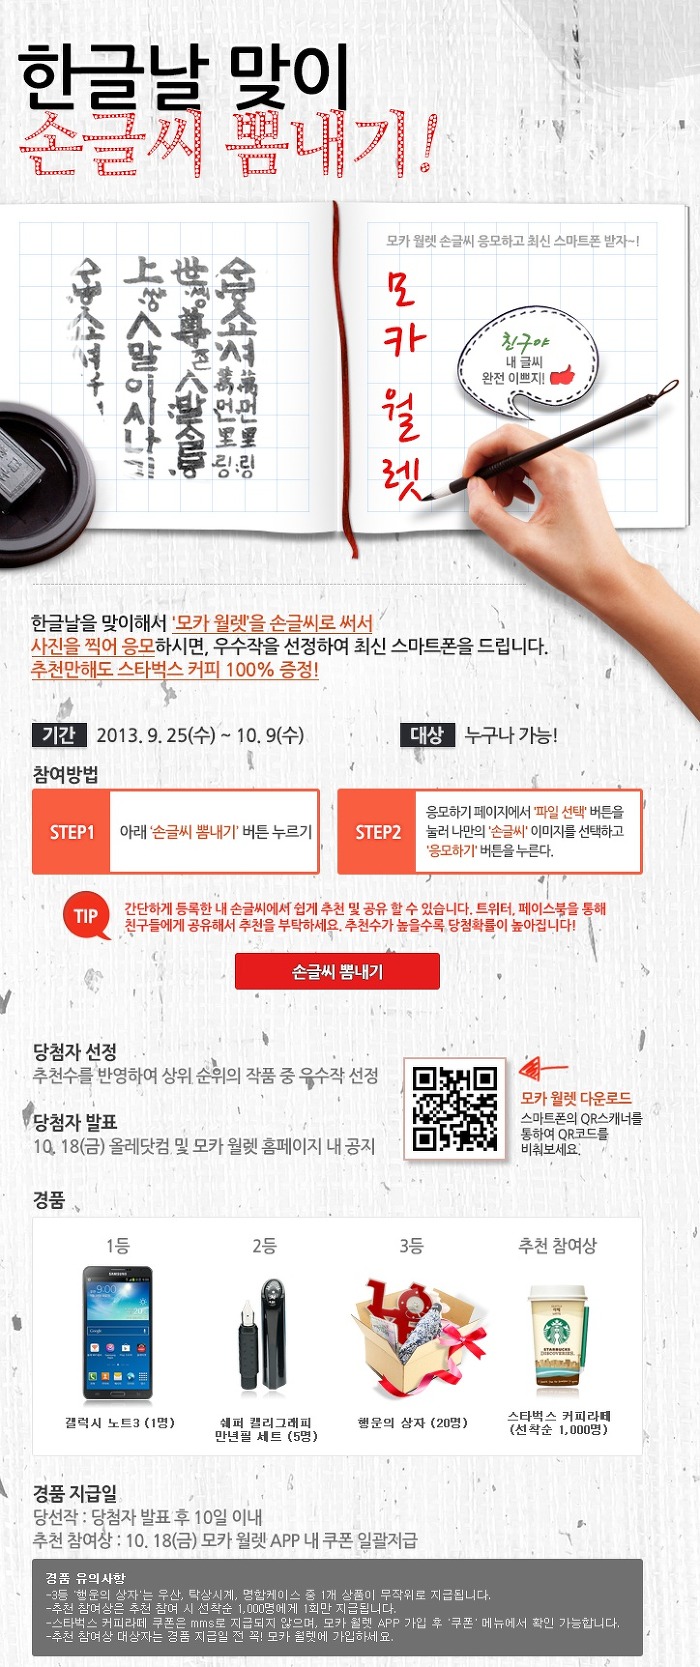 한글날 맞이
손글씨 뽐내기!
모카 월렛 손글씨 응모하고 최신 스마트폰 받자~!
모
카
월
렛
친구야
내 글씨
완전 이쁘지!
한글날을 맞이해서 '모카 월렛'을 손글씨로 써서
사진을 찍어 응모하시면, 우수작을 선정하여 최신 스마트폰을 드립니다.
추천만해도 스타벅스 커피 100% 증정!
기간 2013. 9. 25(수) ~ 10. 9(수)
대상 누구나 가능!
참여방법
STEP1 아래 '손글씨 뽐내기' 버튼 누르기
STEP2 응모하기 페이지에서 '파일 선택' 버튼을
눌러 나만의 '손글씨' 이미지를 선택하고
'응모하기' 버튼을 누른다.
TIP 간단하게 등록한 내 손글씨에서 쉽게 추천 및 공유 할 수 있습니다. 트위터, 페이스북을 통해
친구들에게 공유해서 추천을 부탁하세요. 추천수가 높을수록 당첨확률이 높아집니다!
손글씨 뽐내기
당첨자 선정
추천수를 반영하여 상위 순위의 작품 중 우수작 선정
당첨자 발표
10. 18(금) 올레닷컴 및 모카 월렛 홈페이지 내 공지
모카 월렛 다운로드
스마트폰의 QR스캐너를
통하여 QR코드를
비춰보세요.
경품
1등 2등 3등 추천 참여상
SAMSUNG
Google
STARBUCKS
DISCOVERIES
갤럭시 노트3 (1명)
쉐퍼 캘리그래피
만년필 세트 (5명)
행운의 상자 (20명)
스타벅스 커피라떼
(선착순 1,000명)
경품 지급일
당선작 : 당첨자 발표 후 10일 이내
추천 참여상 : 10. 18(금) 모카 월렛 APP 내 쿠폰 일괄지급
경품 유의사항
-3등 '행운의 상자'는 우산, 탁상시계, 명함케이스 중 1개 상품이 무작위로 지급됩니다.
-추천 참여상은 추천 참여 시 선착순 1,000명에게 1회만 지급됩니다.
-스타벅스 커피라떼 쿠폰은 mms로 지급되지 않으며, 모카 월렛 APP 가입 후 '쿠폰' 메뉴에서 확인 가능합니다.
-추천 참여상 대상자는 경품 지급일 전 꼭! 모카 월렛에 가입하세요.